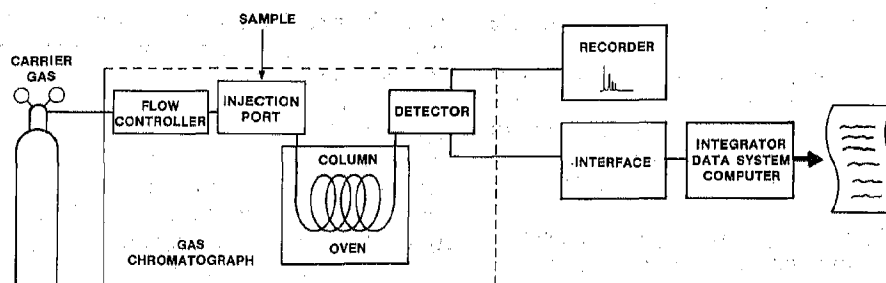 SAMPLE
CARRIER
GAS
FLOW
CONTROLLER
INJECTION
PORT
DETECTOR
RECORDER
COLUMN
OVEN
INTERFACE
INTEGRATOR
DATA SYSTEM
COMPUTER
GAS
CHROMATOGRAPH